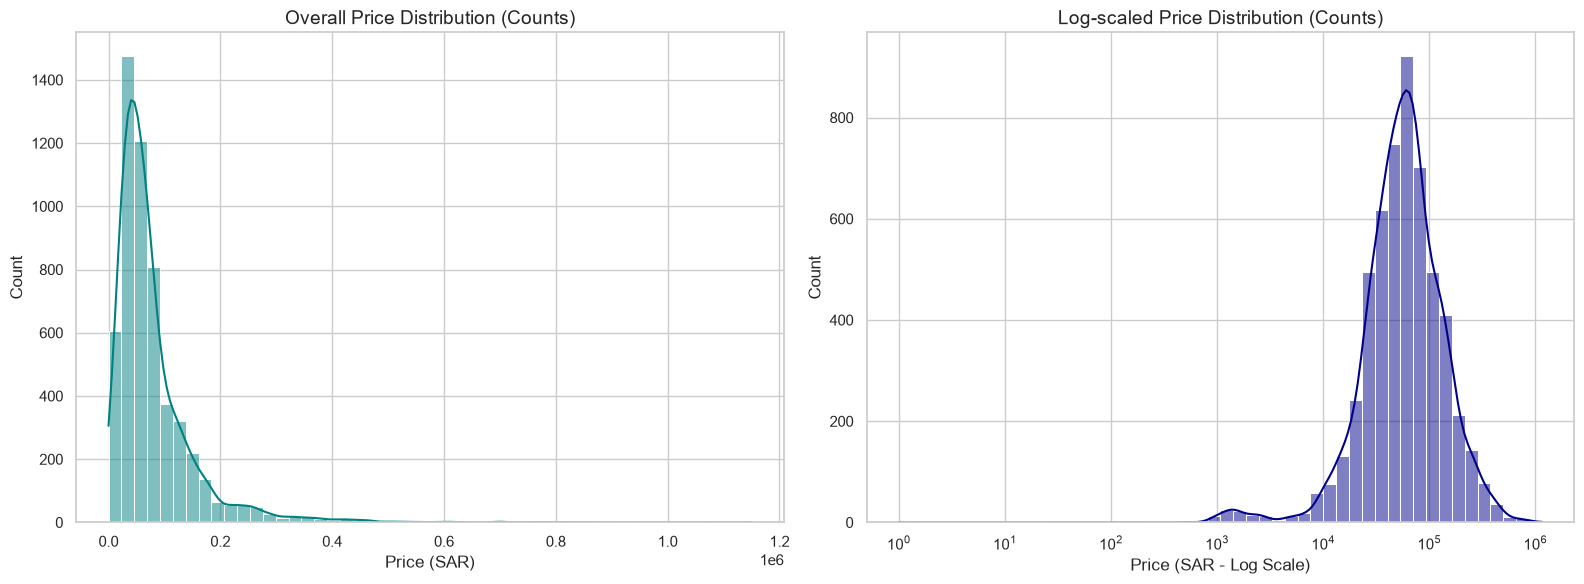 Overall Price Distribution (Counts)
1400
1200
1000
800
600
400
200
0
Count
0.0 0.2 0.4 0.6 0.8 1.0 1.2
1e6
Price (SAR)
Log-scaled Price Distribution (Counts)
800
600
400
200
0
Count
10⁰ 10¹ 10² 10³ 10⁴ 10⁵ 10⁶
Price (SAR - Log Scale)